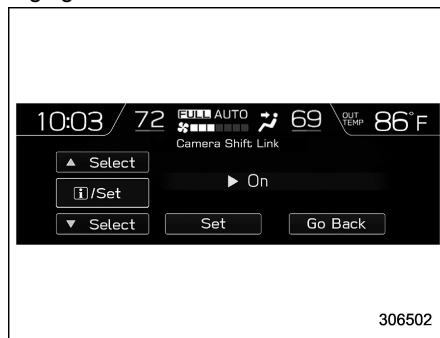 10:03 72 FULL AUTO 69 OUT TEMP 86°F
Camera Shift Link
▲ Select
i/Set
▶ On
▼ Select Set Go Back
306502